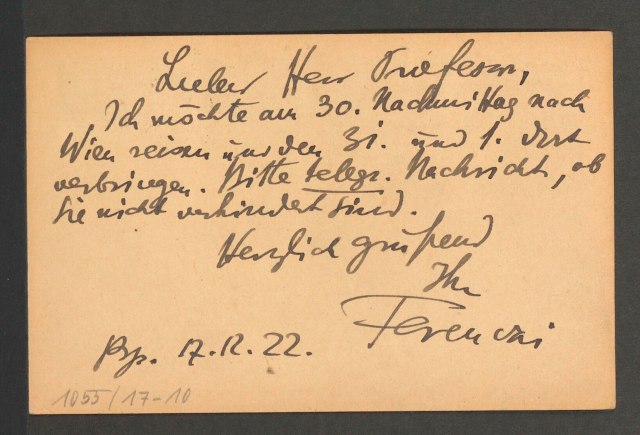 Lieber Herr Professor,
Ich möchte am 30. Nachmittag nach
Wien reisen und den 31. und 1. dort
verbringen. Bitte telegr. Nachricht, ob
Sie nicht verhindert sind.
Herzlich grüßend
Ihr
Ferenczi
Bp. 17.12.22.
1055/17-10